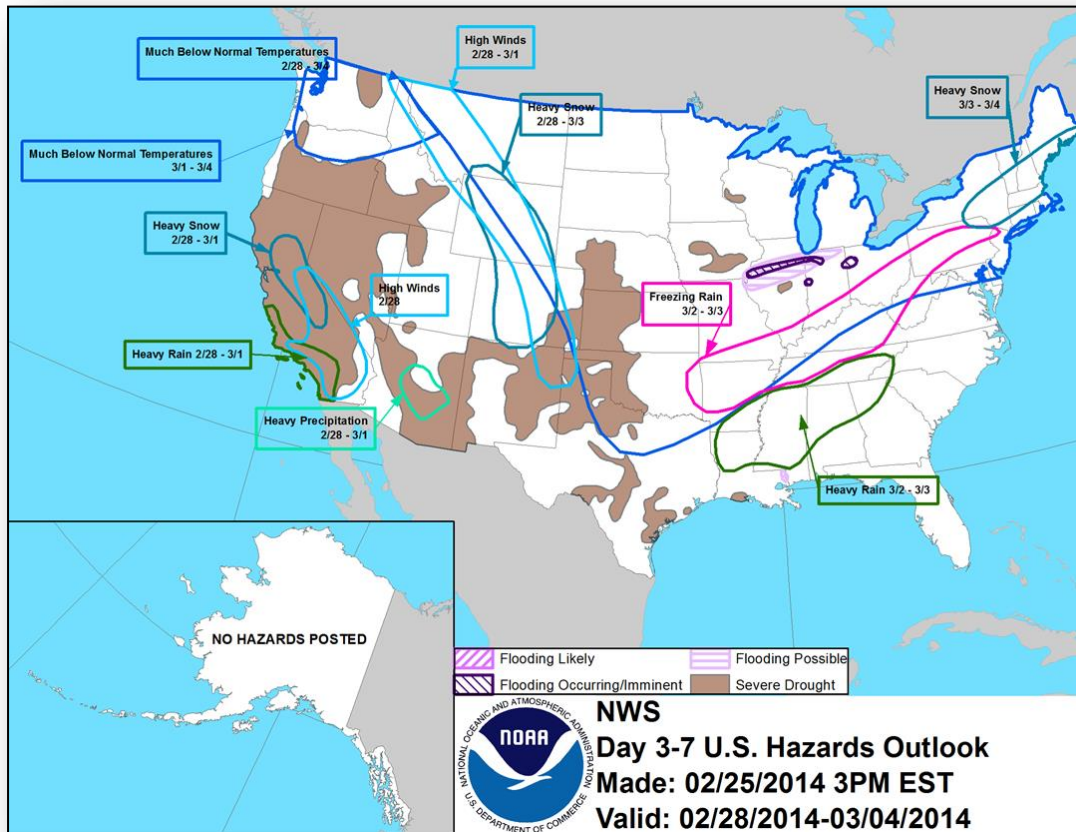 Much Below Normal Temperatures
2/28 - 3/4
High Winds
2/28 - 3/1
Heavy Snow
2/28 - 3/3
Heavy Snow
3/3 - 3/4
Much Below Normal Temperatures
3/1 - 3/4
Heavy Snow
2/28 - 3/1
High Winds
2/28
Freezing Rain
3/2 - 3/3
Heavy Rain 2/28 - 3/1
Heavy Precipitation
2/28 - 3/1
Heavy Rain 3/2 - 3/3
NO HAZARDS POSTED
Flooding Likely
Flooding Possible
Flooding Occurring/Imminent
Severe Drought
NATIONAL OCEANIC AND ATMOSPHERIC ADMINISTRATION
NOAA
U.S. DEPARTMENT OF COMMERCE
NWS
Day 3-7 U.S. Hazards Outlook
Made: 02/25/2014 3PM EST
Valid: 02/28/2014-03/04/2014